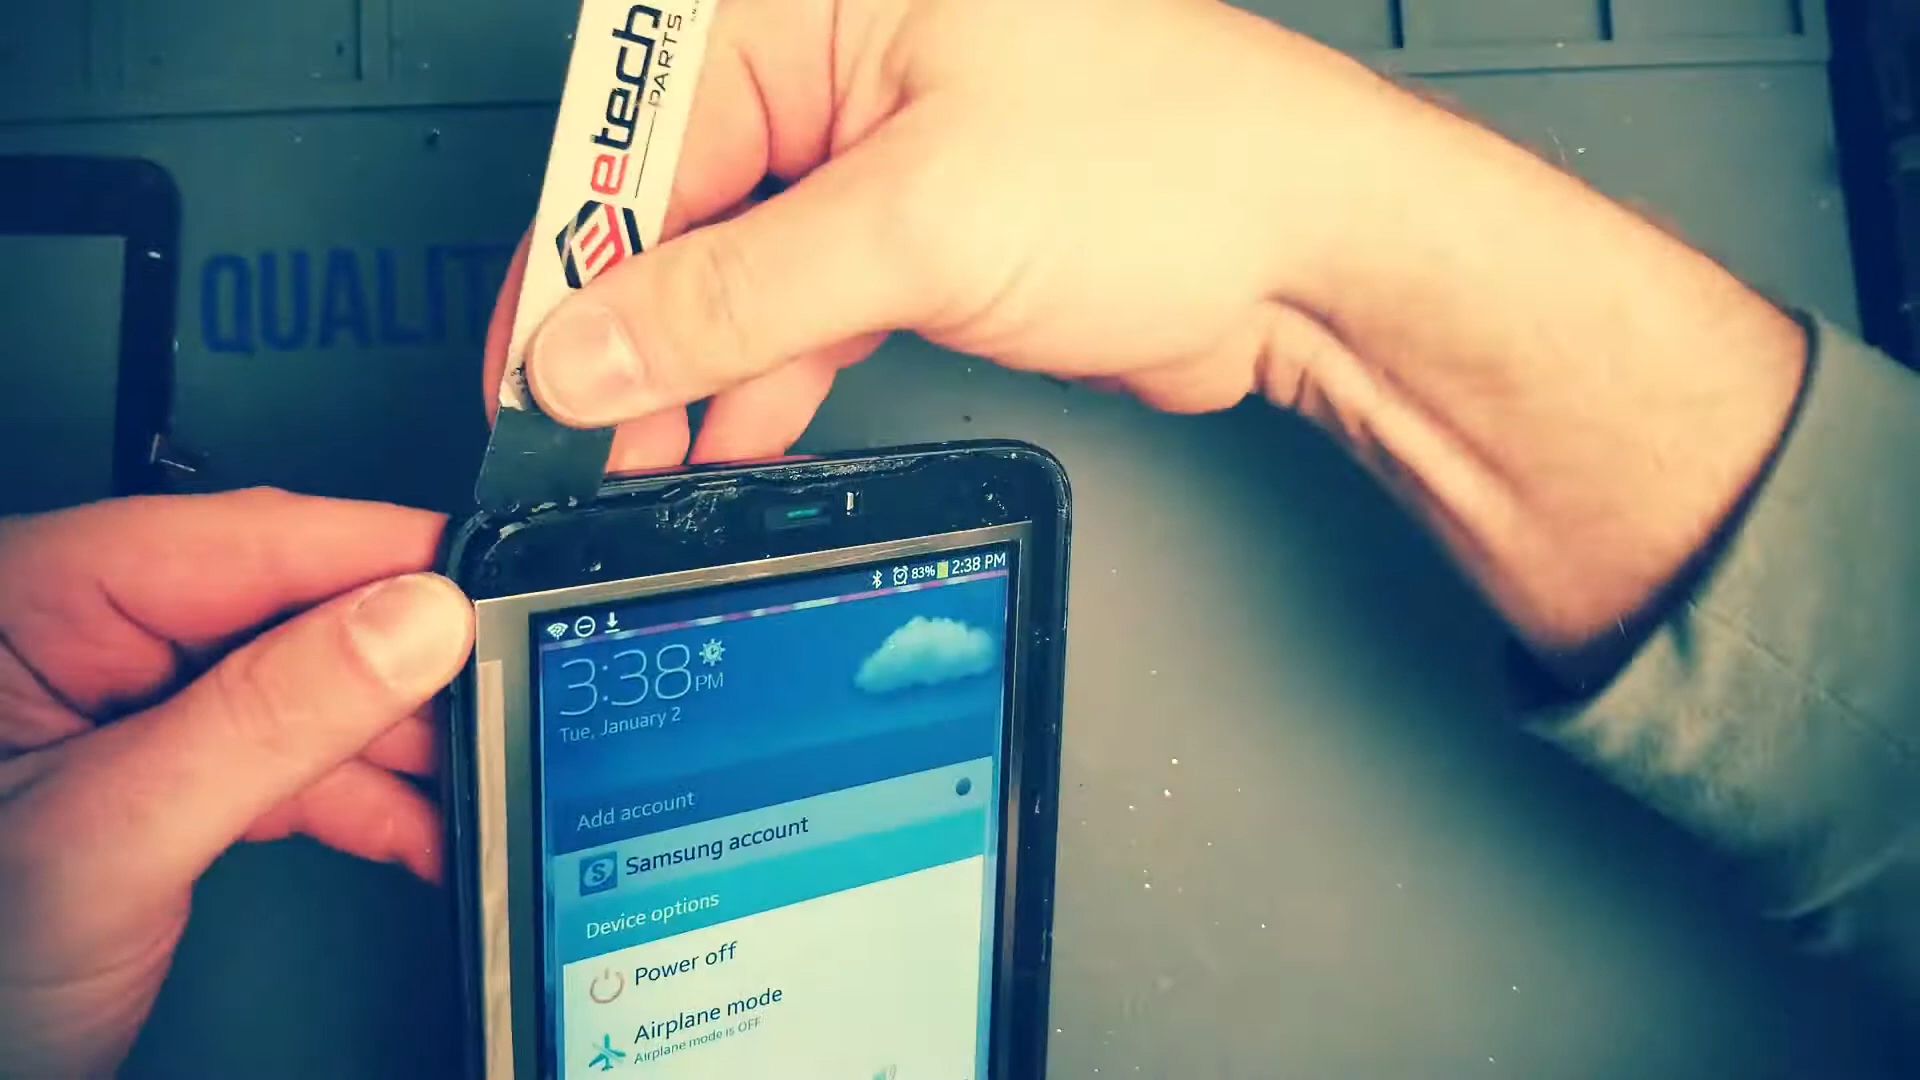 etech
PARTS
QUALIT
83% 2:38 PM
3:38 PM
Tue, January 2
Add account
Samsung account
Device options
Power off
Airplane mode
Airplane mode is OFF